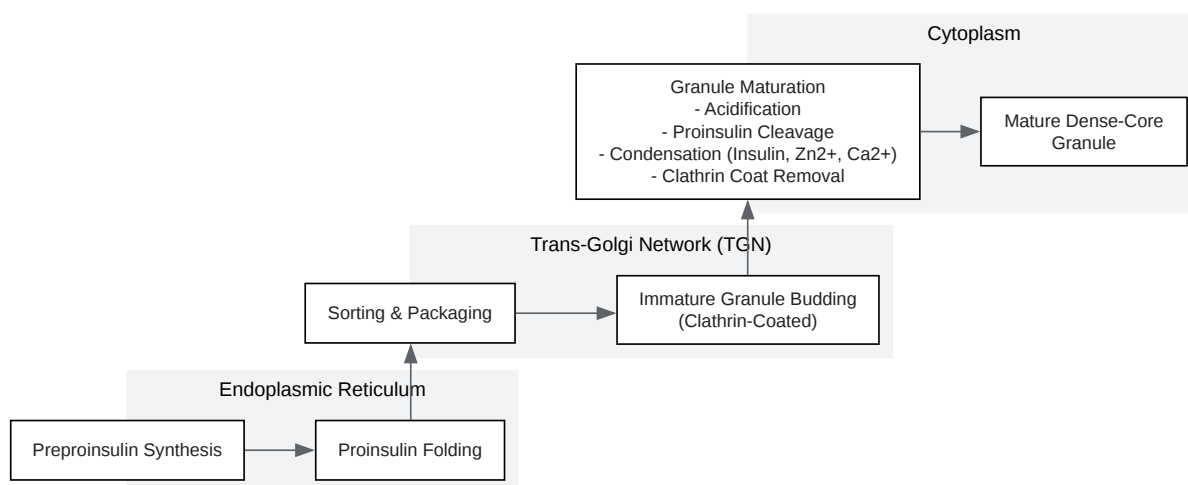 Cytoplasm
Granule Maturation
- Acidification
- Proinsulin Cleavage
- Condensation (Insulin, Zn2+, Ca2+)
- Clathrin Coat Removal
Mature Dense-Core
Granule
Trans-Golgi Network (TGN)
Sorting & Packaging
Immature Granule Budding
(Clathrin-Coated)
Endoplasmic Reticulum
Preproinsulin Synthesis
Proinsulin Folding